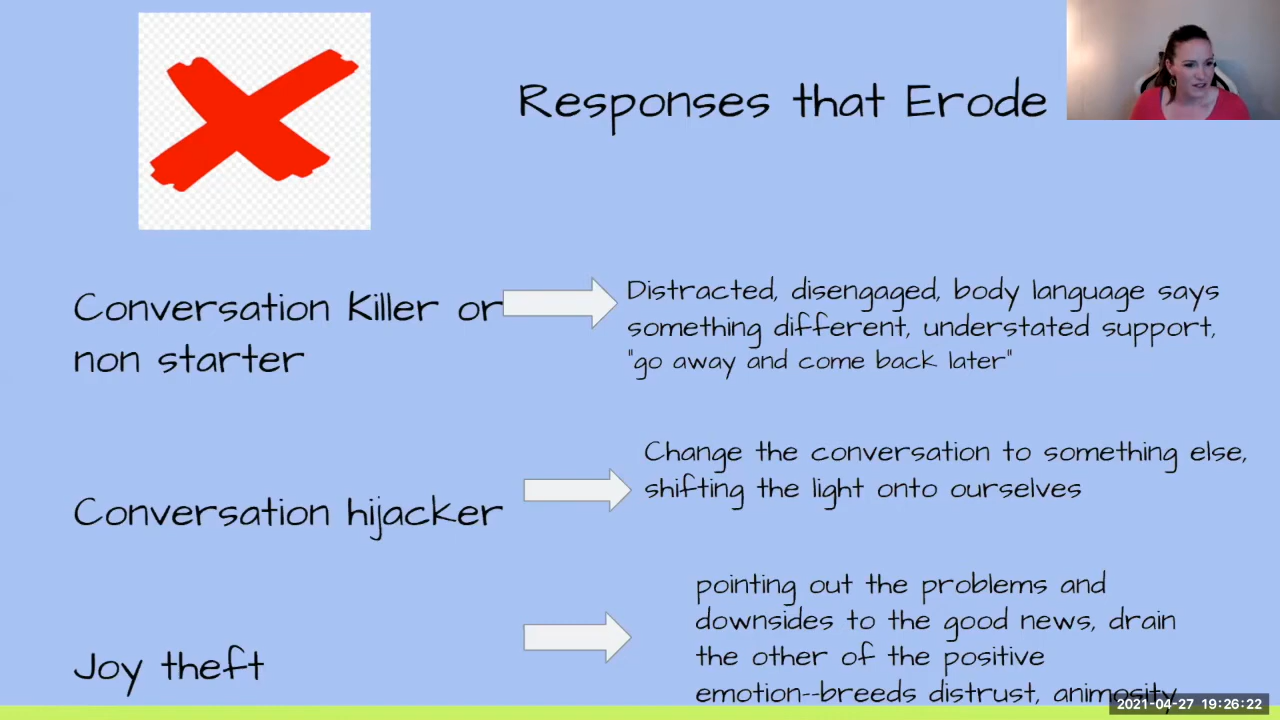 Responses that Erode
Conversation Killer or
non starter
Distracted, disengaged, body language says
something different, understated support,
"go away and come back later"
Conversation hijacker
Change the conversation to something else,
shifting the light onto ourselves
Joy theft
pointing out the problems and
downsides to the good news, drain
the other of the positive
emotion--breeds distrust, animosity
2021-04-27 19:26:22